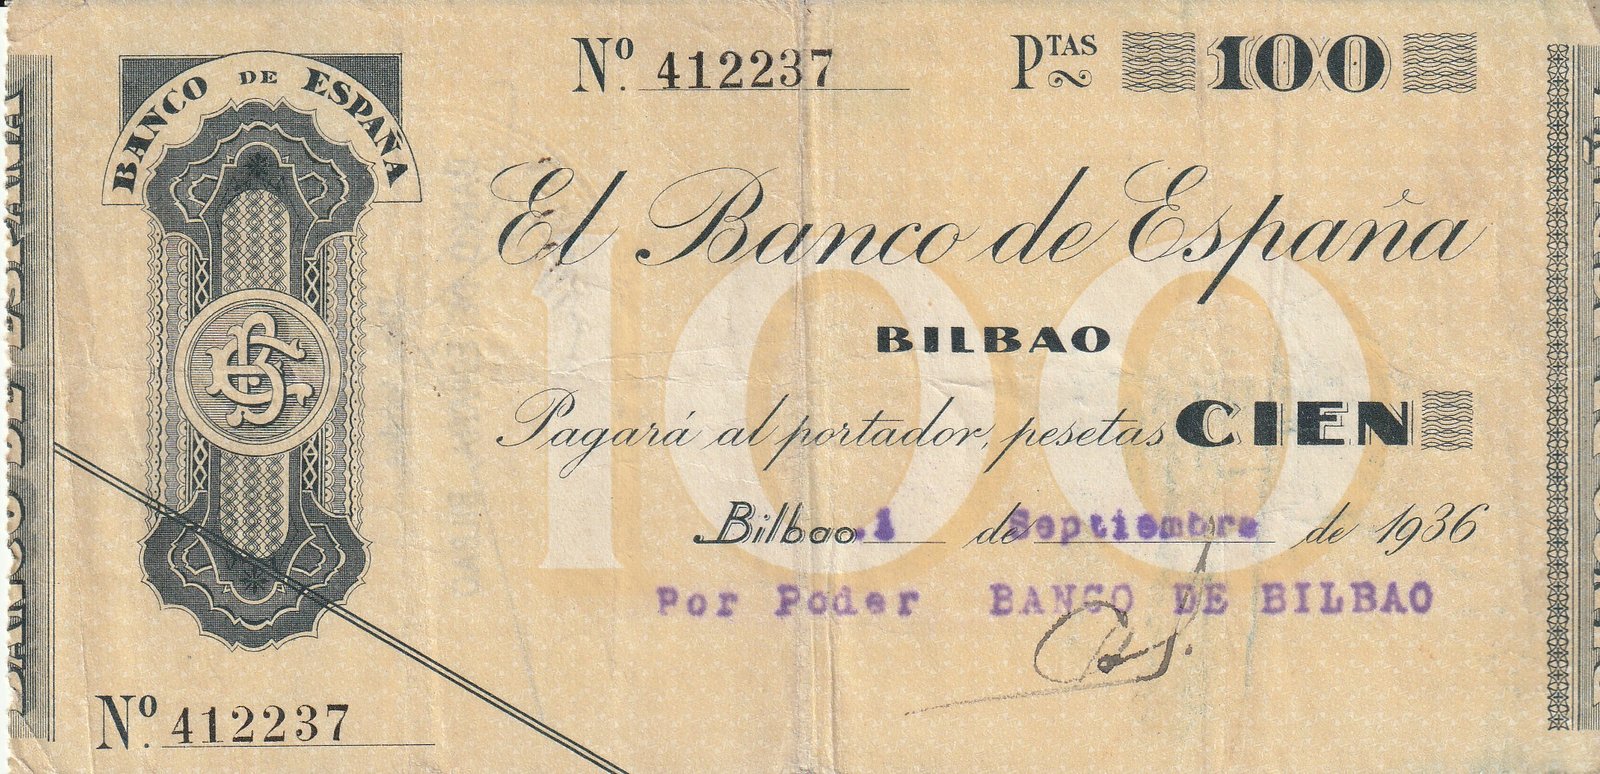 BANCO DE ESPAÑA
Nº. 412237
PTAS 100
El Banco de España
BILBAO
Pagará al portador, pesetas CIEN
Bilbao 1 de Septiembre de 1936
Por Poder BANCO DE BILBAO
Nº. 412237
100